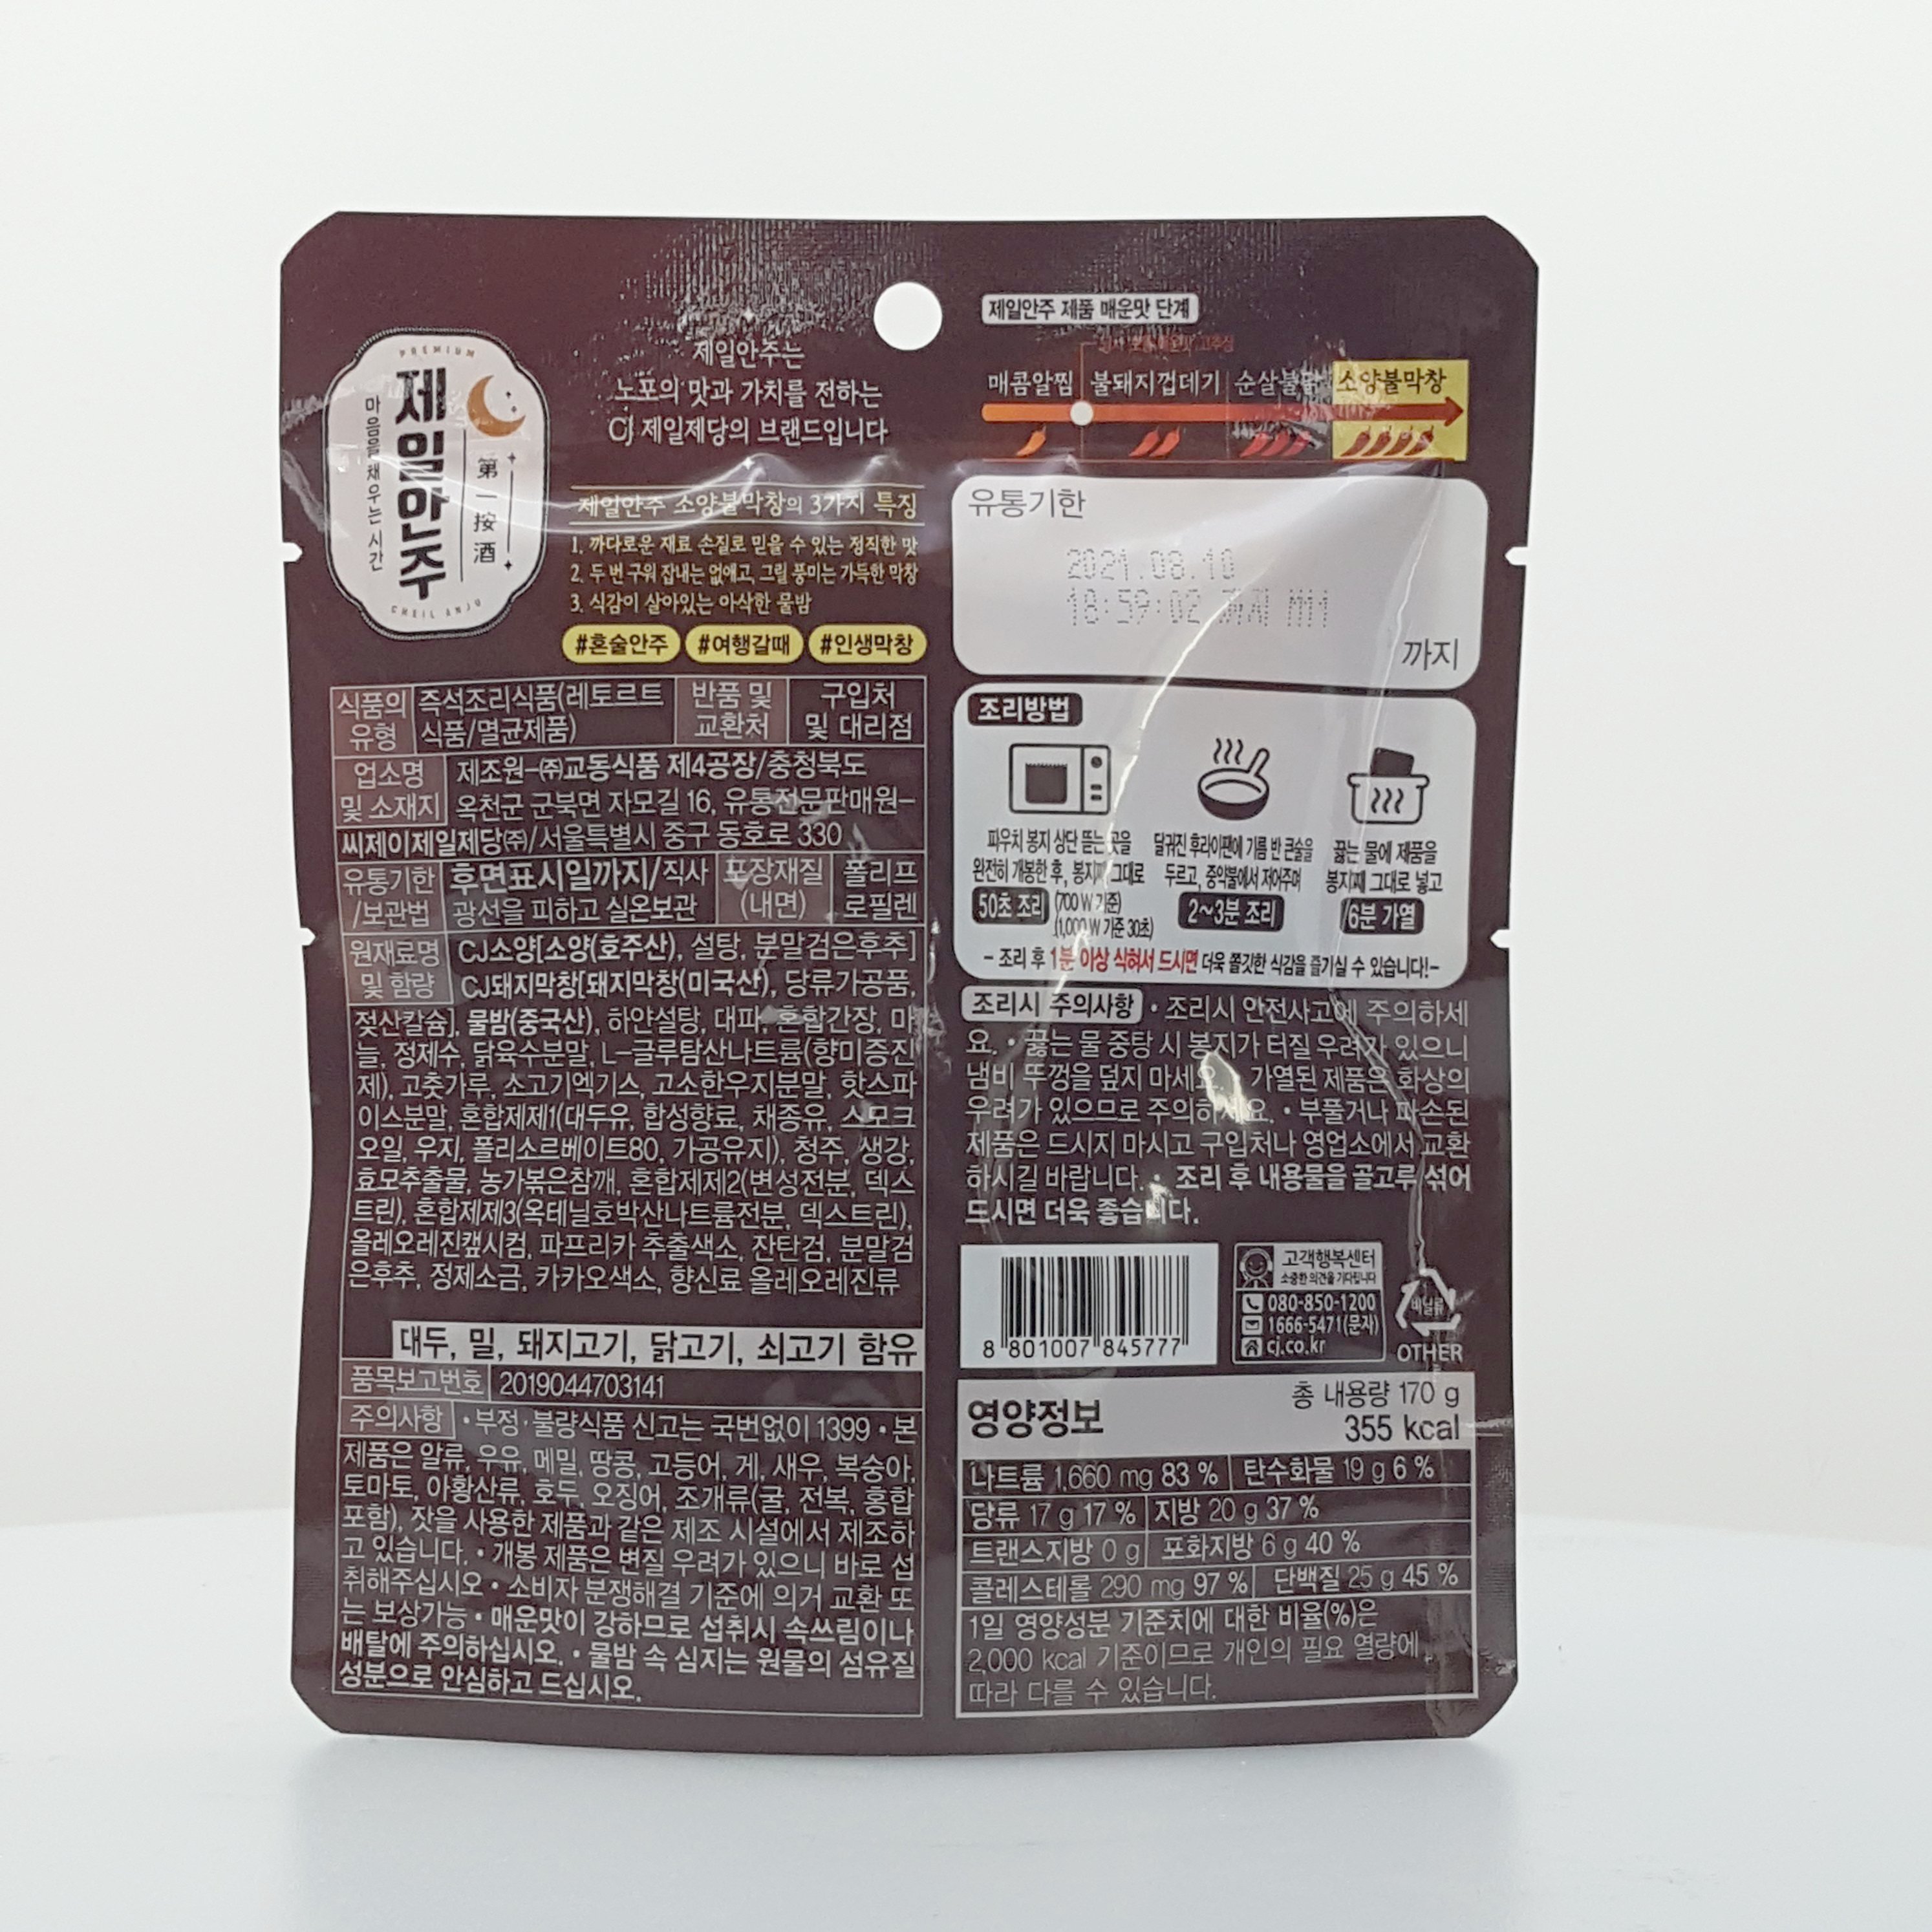 PREMIUM
제일안주
마음을 채우는 시간
第一按酒
CHEIL ANJU
제일안주는
노포의 맛과 가치를 전하는
CJ 제일제당의 브랜드입니다
제일안주 소양불막창의 3가지 특징
1. 까다로운 재료 손질로 믿을 수 있는 정직한 맛
2. 두 번 구워 잡내는 없애고, 그릴 풍미는 가득한 막창
3. 식감이 살아있는 아삭한 물밤
#혼술안주 #여행갈때 #인생막창
식품의 유형
즉석조리식품(레토르트
식품/멸균제품)
반품 및 교환처
구입처
및 대리점
업소명 및 소재지
제조원-㈜교동식품 제4공장/충청북도
옥천군 군북면 자모길 16, 유통전문판매원-
씨제이제일제당㈜/서울특별시 중구 동호로 330
유통기한/보관법
후면표시일까지/직사
광선을 피하고 실온보관
포장재질(내면)
폴리프
로필렌
원재료명 및 함량
CJ소양[소양(호주산), 설탕, 분말검은후추]
CJ돼지막창[돼지막창(미국산), 당류가공품,
젖산칼슘], 물밤(중국산), 하얀설탕, 대파, 혼합간장, 마
늘, 정제수, 닭육수분말, L-글루탐산나트륨(향미증진
제), 고춧가루, 소고기엑기스, 고소한우지분말, 핫스파
이스분말, 혼합제제1(대두유, 합성향료, 채종유, 스모크
오일, 우지, 폴리소르베이트80, 가공유지), 청주, 생강,
효모추출물, 농가볶은참깨, 혼합제제2(변성전분, 덱스
트린), 혼합제제3(옥테닐호박산나트륨전분, 덱스트린),
올레오레진캪시컴, 파프리카 추출색소, 잔탄검, 분말검
은후추, 정제소금, 카카오색소, 향신료 올레오레진류
대두, 밀, 돼지고기, 닭고기, 쇠고기 함유
품목보고번호 2019044703141
주의사항 • 부정·불량식품 신고는 국번없이 1399 • 본
제품은 알류, 우유, 메밀, 땅콩, 고등어, 게, 새우, 복숭아,
토마토, 아황산류, 호두, 오징어, 조개류(굴, 전복, 홍합
포함), 잣을 사용한 제품과 같은 제조 시설에서 제조하
고 있습니다. • 개봉 제품은 변질 우려가 있으니 바로 섭
취해주십시오 • 소비자 분쟁해결 기준에 의거 교환 또
는 보상가능 • 매운맛이 강하므로 섭취시 속쓰림이나
배탈에 주의하십시오. • 물밤 속 심지는 원물의 섬유질
성분으로 안심하고 드십시오.
제일안주 제품 매운맛 단계
고추장
매콤알찜 불돼지껍데기 순살불닭 소양불막창
유통기한
2021.08.10
18:59:02 까지 M11
까지
조리방법
파우치 봉지 상단 뜯는 곳을
완전히 개봉한 후, 봉지째 그대로
50초 조리 (700 W 기준)
(1,000 W 기준 30초)
달궈진 후라이팬에 기름 반 큰술을
두르고, 중약불에서 저어주며
2~3분 조리
끓는 물에 제품을
봉지째 그대로 넣고
6분 가열
- 조리 후 1분 이상 식혀서 드시면 더욱 쫄깃한 식감을 즐기실 수 있습니다! -
조리시 주의사항 • 조리시 안전사고에 주의하세
요. • 끓는 물 중탕 시 봉지가 터질 우려가 있으니
냄비 뚜껑을 덮지 마세요. • 가열된 제품은 화상의
우려가 있으므로 주의하세요. • 부풀거나 파손된
제품은 드시지 마시고 구입처나 영업소에서 교환
하시길 바랍니다. • 조리 후 내용물을 골고루 섞어
드시면 더욱 좋습니다.
8 801007 845777
고객행복센터
소중한 의견을 기다립니다
080-850-1200
1666-5471(문자)
cj.co.kr
비닐류
OTHER
영양정보
총 내용량 170 g
355 kcal
나트륨 1,660 mg 83 % 탄수화물 19 g 6 %
당류 17 g 17 % 지방 20 g 37 %
트랜스지방 0 g 포화지방 6 g 40 %
콜레스테롤 290 mg 97 % 단백질 25 g 45 %
1일 영양성분 기준치에 대한 비율(%)은
2,000 kcal 기준이므로 개인의 필요 열량에
따라 다를 수 있습니다.